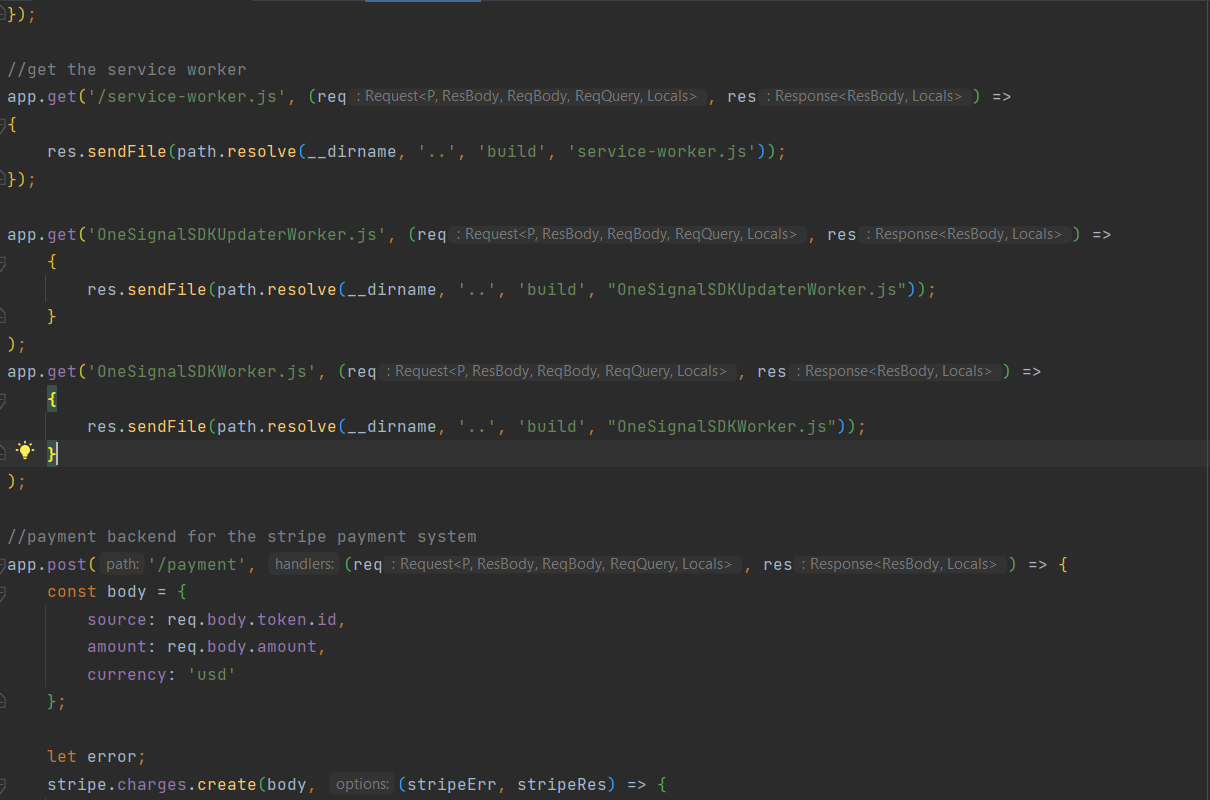 });
//get the service worker
app.get('/service-worker.js', (req : Request<P, ResBody, ReqBody, ReqQuery, Locals> , res : Response<ResBody, Locals> ) =>
{
res.sendFile(path.resolve(__dirname, '..', 'build', 'service-worker.js'));
});
app.get('OneSignalSDKUpdaterWorker.js', (req : Request<P, ResBody, ReqBody, ReqQuery, Locals> , res : Response<ResBody, Locals> ) =>
{
res.sendFile(path.resolve(__dirname, '..', 'build', "OneSignalSDKUpdaterWorker.js"));
}
);
app.get('OneSignalSDKWorker.js', (req : Request<P, ResBody, ReqBody, ReqQuery, Locals> , res : Response<ResBody, Locals> ) =>
{
res.sendFile(path.resolve(__dirname, '..', 'build', "OneSignalSDKWorker.js"));
}
);
//payment backend for the stripe payment system
app.post( path: '/payment', handlers: (req : Request<P, ResBody, ReqBody, ReqQuery, Locals> , res : Response<ResBody, Locals> ) => {
const body = {
source: req.body.token.id,
amount: req.body.amount,
currency: 'usd'
};
let error;
stripe.charges.create(body, options: (stripeErr, stripeRes) => {